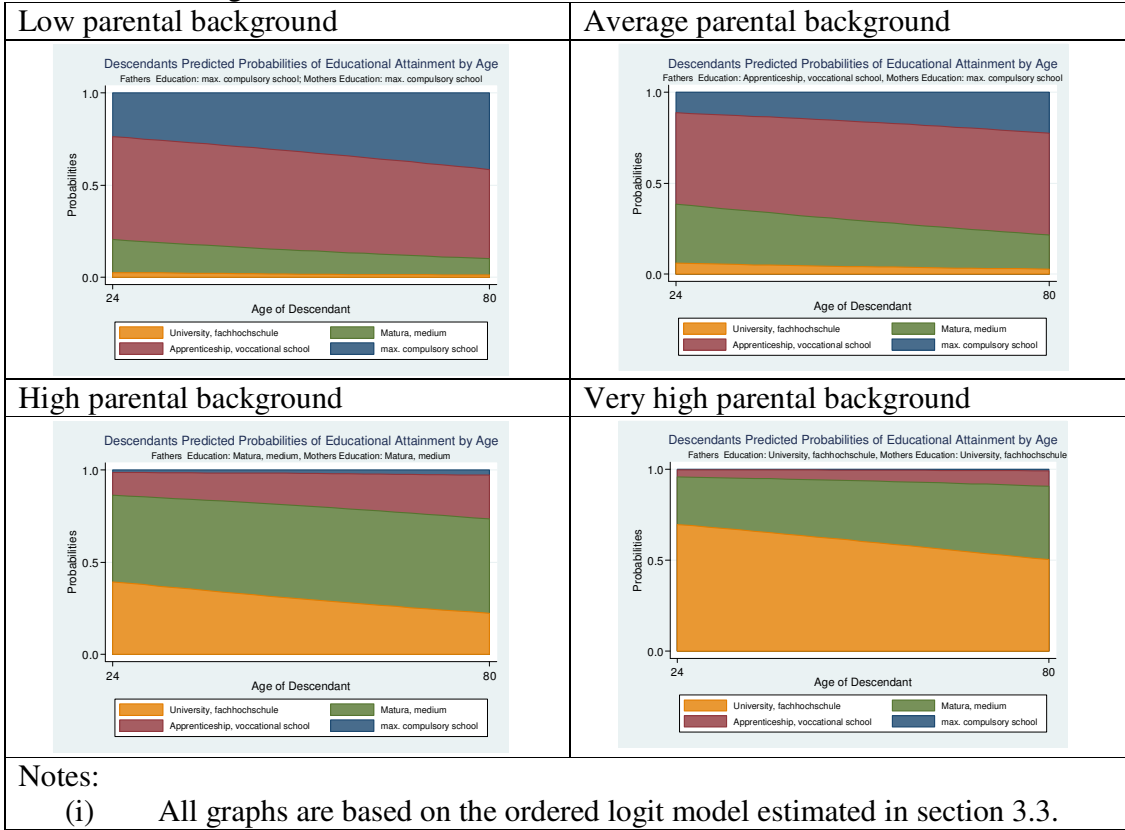 Low parental background
Average parental background
Descendants Predicted Probabilities of Educational Attainment by Age
Fathers Education: max. compulsory school; Mothers Education: max. compulsory school
1.0
0.5
0.0
Probabilities
24
80
Age of Descendant
University, fachhochschule
Matura, medium
Apprenticeship, voccational school
max. compulsory school
Descendants Predicted Probabilities of Educational Attainment by Age
Fathers Education: Apprenticeship, voccational school, Mothers Education: max. compulsory school
1.0
0.5
0.0
Probabilities
24
80
Age of Descendant
University, fachhochschule
Matura, medium
Apprenticeship, voccational school
max. compulsory school
High parental background
Very high parental background
Descendants Predicted Probabilities of Educational Attainment by Age
Fathers Education: Matura, medium, Mothers Education: Matura, medium
1.0
0.5
0.0
Probabilities
24
80
Age of Descendant
University, fachhochschule
Matura, medium
Apprenticeship, voccational school
max. compulsory school
Descendants Predicted Probabilities of Educational Attainment by Age
Fathers Education: University, fachhochschule, Mothers Education: University, fachhochschule
1.0
0.5
0.0
Probabilities
24
80
Age of Descendant
University, fachhochschule
Matura, medium
Apprenticeship, voccational school
max. compulsory school
Notes:
(i) All graphs are based on the ordered logit model estimated in section 3.3.